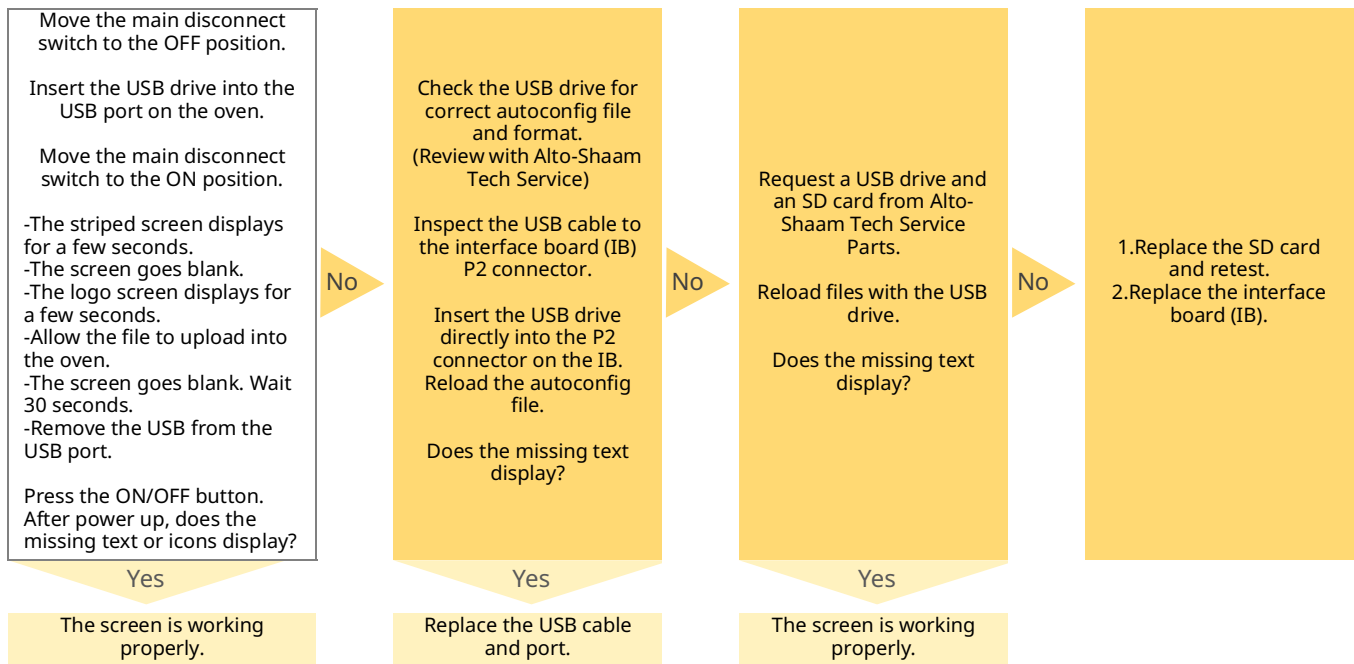 Move the main disconnect
switch to the OFF position.
Insert the USB drive into the
USB port on the oven.
Move the main disconnect
switch to the ON position.
-The striped screen displays
for a few seconds.
-The screen goes blank.
-The logo screen displays for
a few seconds.
-Allow the file to upload into
the oven.
-The screen goes blank. Wait
30 seconds.
-Remove the USB from the
USB port.
Press the ON/OFF button.
After power up, does the
missing text or icons display?
Yes
The screen is working
properly.
No
Check the USB drive for
correct autoconfig file
and format.
(Review with Alto-Shaam
Tech Service)
Inspect the USB cable to
the interface board (IB)
P2 connector.
Insert the USB drive
directly into the P2
connector on the IB.
Reload the autoconfig
file.
Does the missing text
display?
Yes
Replace the USB cable
and port.
No
Request a USB drive and
an SD card from Alto-
Shaam Tech Service
Parts.
Reload files with the USB
drive.
Does the missing text
display?
Yes
The screen is working
properly.
No
1.Replace the SD card
and retest.
2.Replace the interface
board (IB).